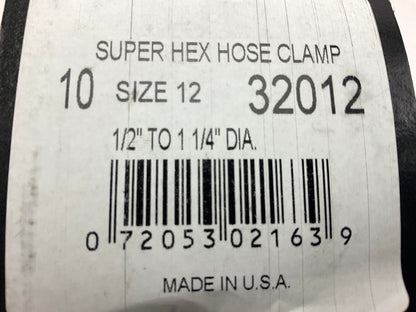 SUPER HEX HOSE CLAMP
10 SIZE 12 32012
1/2" TO 1 1/4" DIA.
0 72053 02163 9
MADE IN U.S.A.